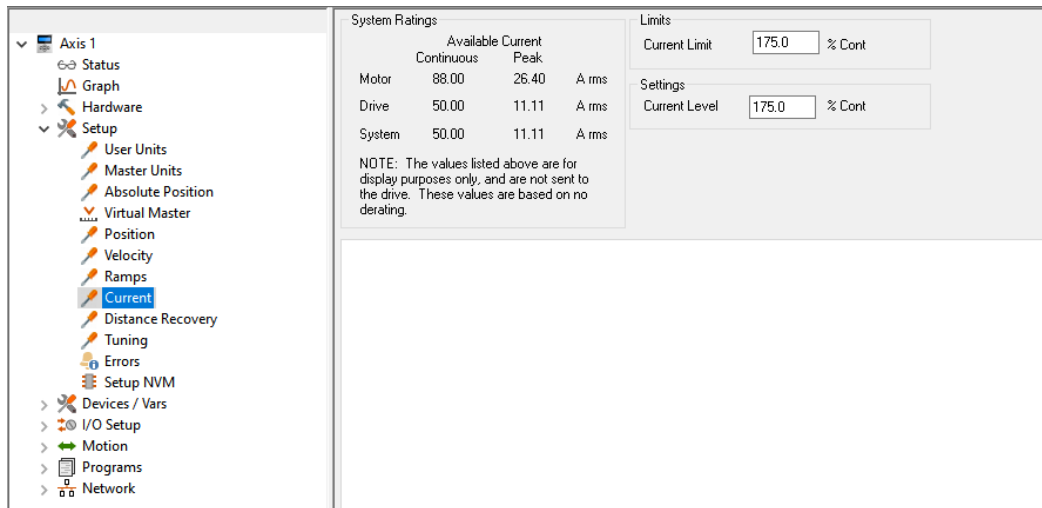 Axis 1
Status
Graph
Hardware
Setup
User Units
Master Units
Absolute Position
Virtual Master
Position
Velocity
Ramps
Current
Distance Recovery
Tuning
Errors
Setup NVM
Devices / Vars
I/O Setup
Motion
Programs
Network
System Ratings
Available Current
Continuous Peak
Motor 88.00 26.40 A rms
Drive 50.00 11.11 A rms
System 50.00 11.11 A rms
NOTE: The values listed above are for
display purposes only, and are not sent to
the drive. These values are based on no
derating.
Limits
Current Limit 175.0 % Cont
Settings
Current Level 175.0 % Cont